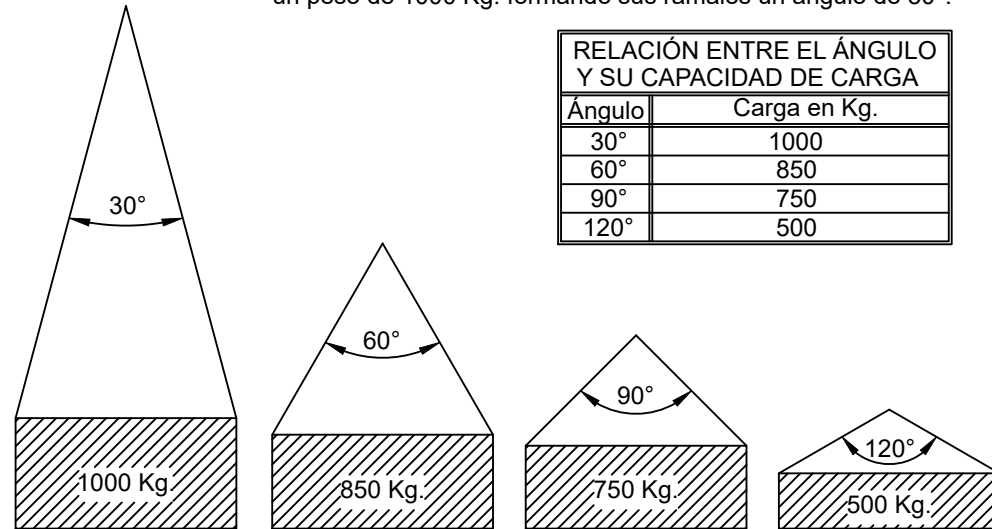 RELACIÓN ENTRE EL ÁNGULO
Y SU CAPACIDAD DE CARGA
Ángulo Carga en Kg.
30° 1000
60° 850
90° 750
120° 500
30°
60°
90°
120°
1000 Kg.
850 Kg.
750 Kg.
500 Kg.